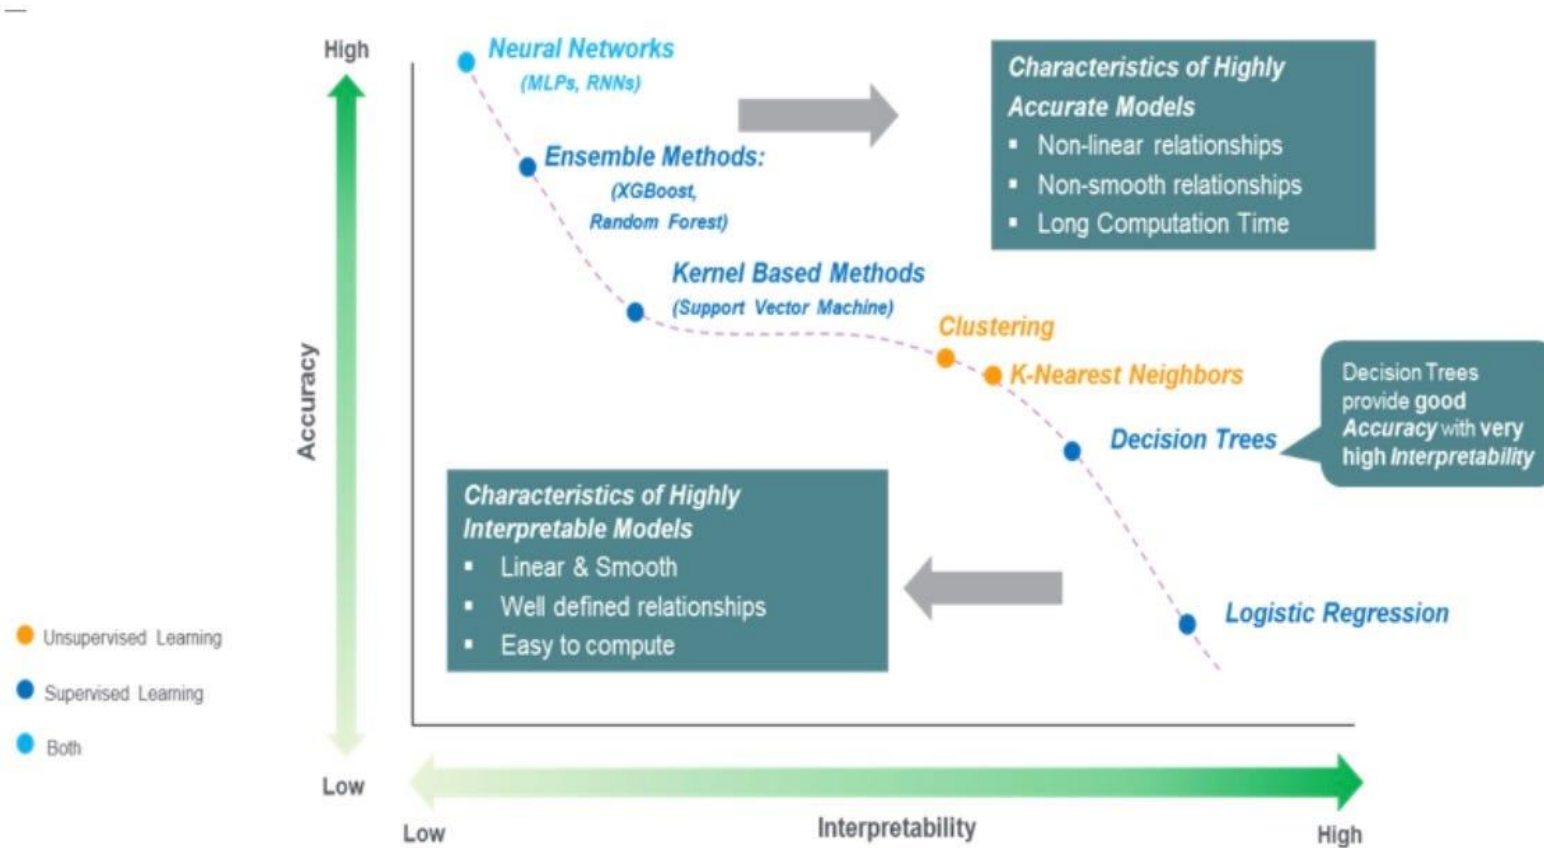 High
Neural Networks
(MLPs, RNNs)
Ensemble Methods:
(XGBoost,
Random Forest)
Kernel Based Methods
(Support Vector Machine)
Characteristics of Highly
Accurate Models
▪ Non-linear relationships
▪ Non-smooth relationships
▪ Long Computation Time
Clustering
K-Nearest Neighbors
Decision Trees
Decision Trees
provide good
Accuracy with very
high Interpretability
Accuracy
Characteristics of Highly
Interpretable Models
▪ Linear & Smooth
▪ Well defined relationships
▪ Easy to compute
Logistic Regression
Unsupervised Learning
Supervised Learning
Both
Low
Low
Interpretability
High